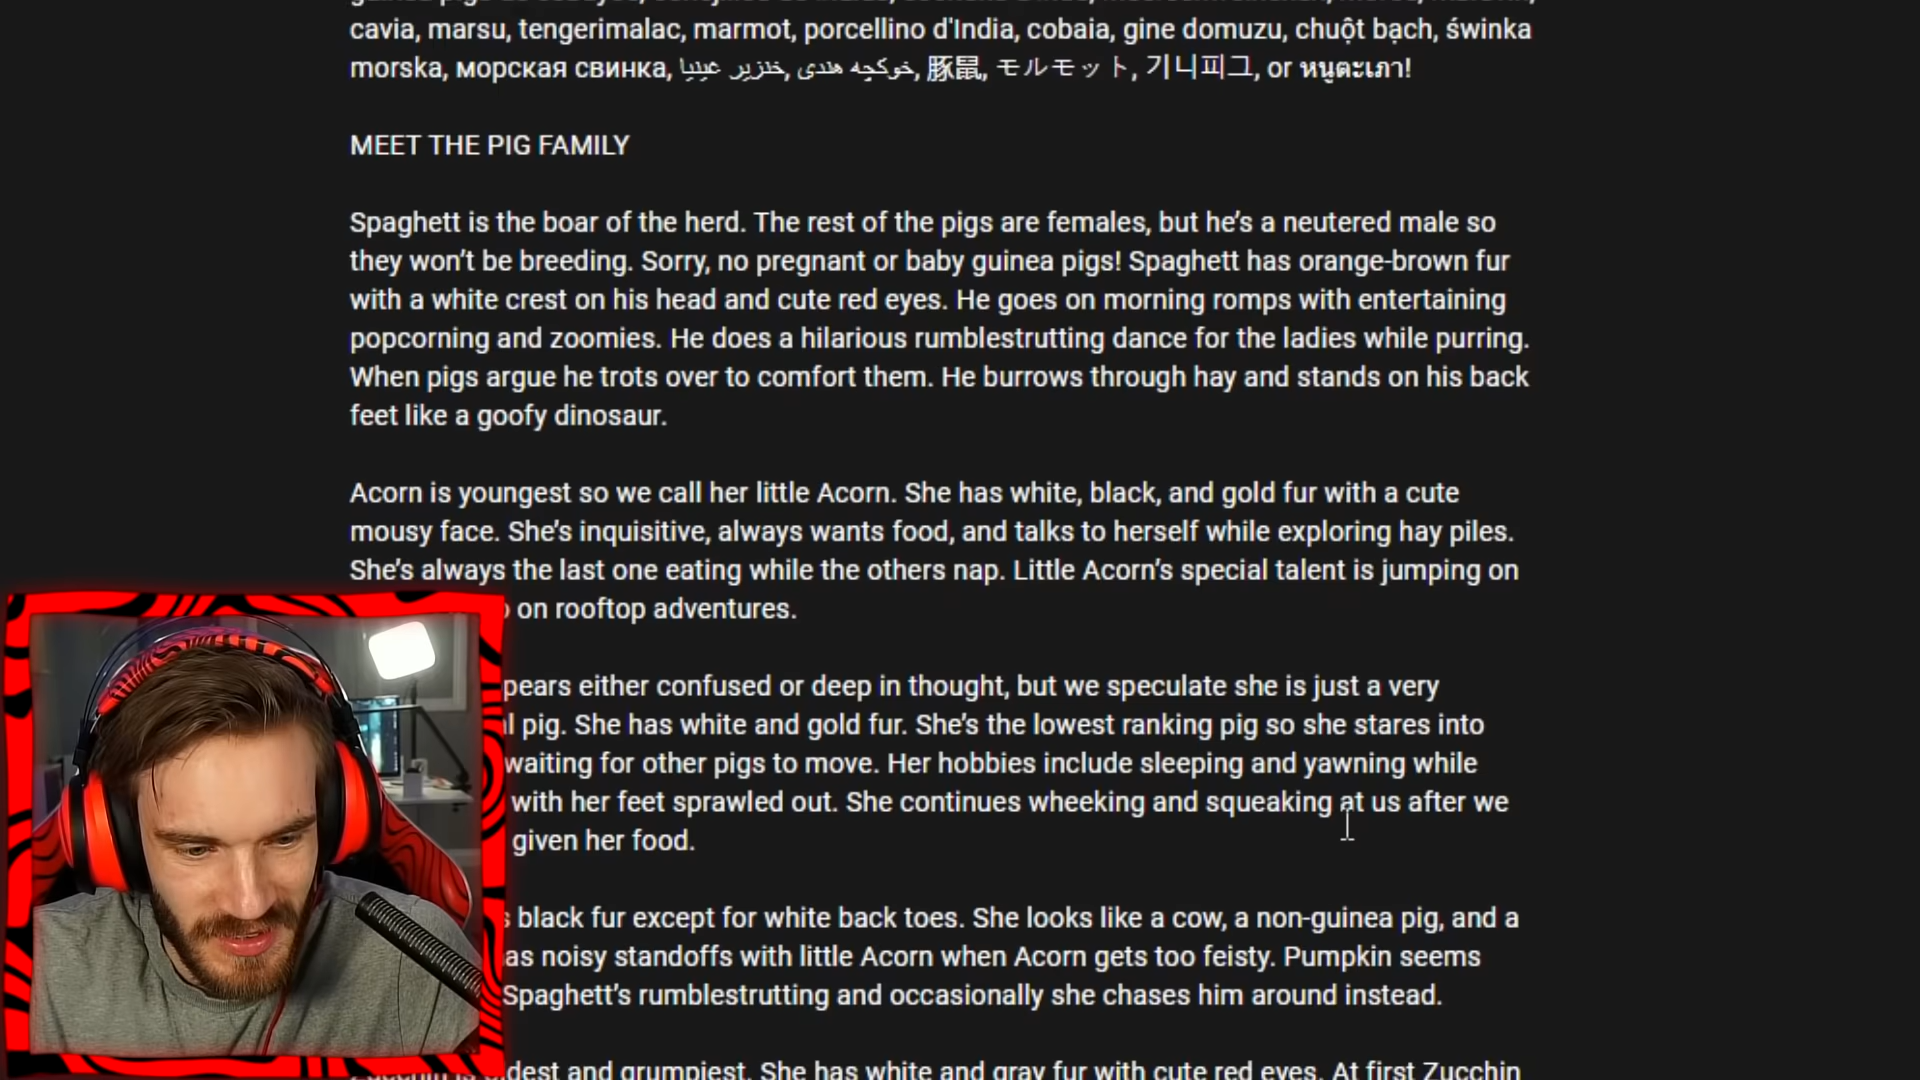 cavia, marsu, tengerimalac, marmot, porcellino d'India, cobaia, gine domuzu, chuột bạch, świnka
morska, морская свинка, خوکچه هندی, خنزير غينيا, 豚鼠, モルモット, 기니피그, or หนูตะเภา!
MEET THE PIG FAMILY
Spaghett is the boar of the herd. The rest of the pigs are females, but he’s a neutered male so
they won’t be breeding. Sorry, no pregnant or baby guinea pigs! Spaghett has orange-brown fur
with a white crest on his head and cute red eyes. He goes on morning romps with entertaining
popcorning and zoomies. He does a hilarious rumblestrutting dance for the ladies while purring.
When pigs argue he trots over to comfort them. He burrows through hay and stands on his back
feet like a goofy dinosaur.
Acorn is youngest so we call her little Acorn. She has white, black, and gold fur with a cute
mousy face. She’s inquisitive, always wants food, and talks to herself while exploring hay piles.
She’s always the last one eating while the others nap. Little Acorn’s special talent is jumping on
on rooftop adventures.
pears either confused or deep in thought, but we speculate she is just a very
pig. She has white and gold fur. She’s the lowest ranking pig so she stares into
waiting for other pigs to move. Her hobbies include sleeping and yawning while
with her feet sprawled out. She continues wheeking and squeaking at us after we
given her food.
black fur except for white back toes. She looks like a cow, a non-guinea pig, and a
as noisy standoffs with little Acorn when Acorn gets too feisty. Pumpkin seems
Spaghett’s rumblestrutting and occasionally she chases him around instead.
oldest and grumpiest. She has white and gray fur with cute red eyes. At first Zucchin